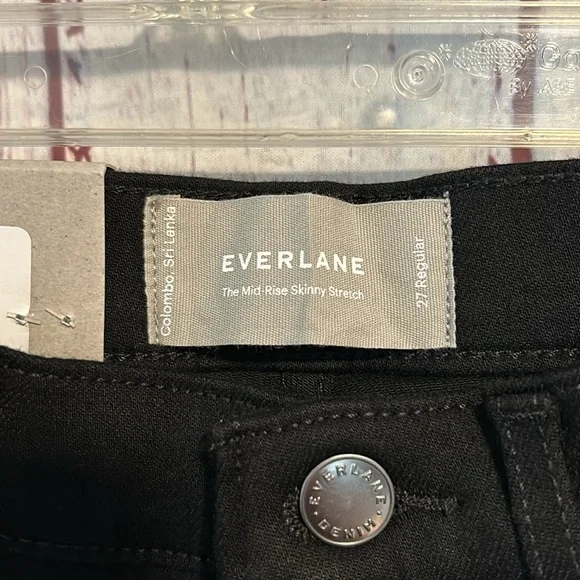 Colombo, Sri Lanka
EVERLANE
The Mid-Rise Skinny Stretch
27 Regular
EVERLANE
DENIM